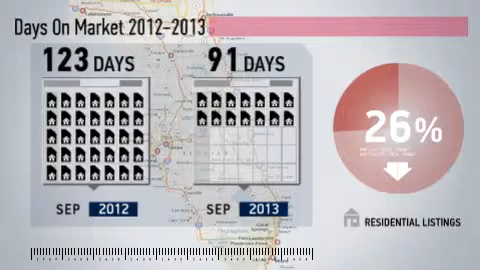 Days On Market 2012-2013
123 DAYS
91 DAYS
26%
SEP 2012
SEP 2013
RESIDENTIAL LISTINGS